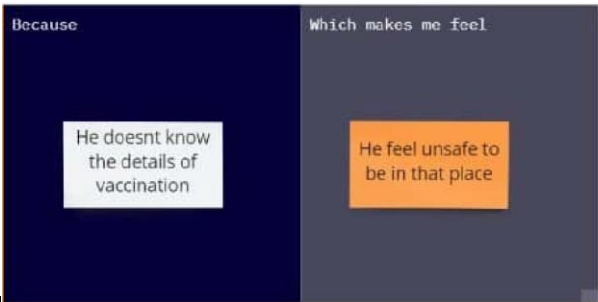 Because
Which makes me feel
He doesnt know
the details of
vaccination
He feel unsafe to
be in that place